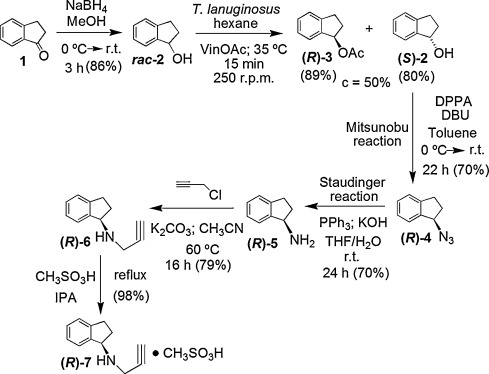 NaBH4
MeOH
0 ºC→ r.t.
3 h (86%)
O
1
OH
rac-2
T. lanuginosus
hexane
VinOAc; 35 ºC
15 min
250 r.p.m.
OAc
(R)-3
(89%)
+
c = 50%
OH
(S)-2
(80%)
Mitsunobu
reaction
DPPA
DBU
Toluene
0 ºC→ r.t.
22 h (70%)
(R)-4
N3
Staudinger
reaction
PPh3; KOH
THF/H2O
r.t.
24 h (70%)
(R)-5
NH2
Cl
K2CO3; CH3CN
60 ºC
16 h (79%)
(R)-6
HN
CH3SO3H
IPA
reflux
(98%)
(R)-7
HN
• CH3SO3H